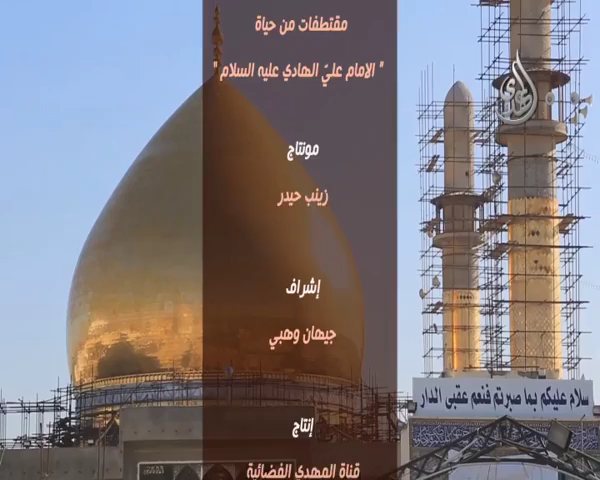 مقتطفات من حياة
" الامام عليّ الهادي عليه السلام "
مونتاج
زينب حيدر
إشراف
جيهان وهبي
إنتاج
قناة المهدي الفضائية
سلام عليكم بما صبرتم فنعم عقبى الدار